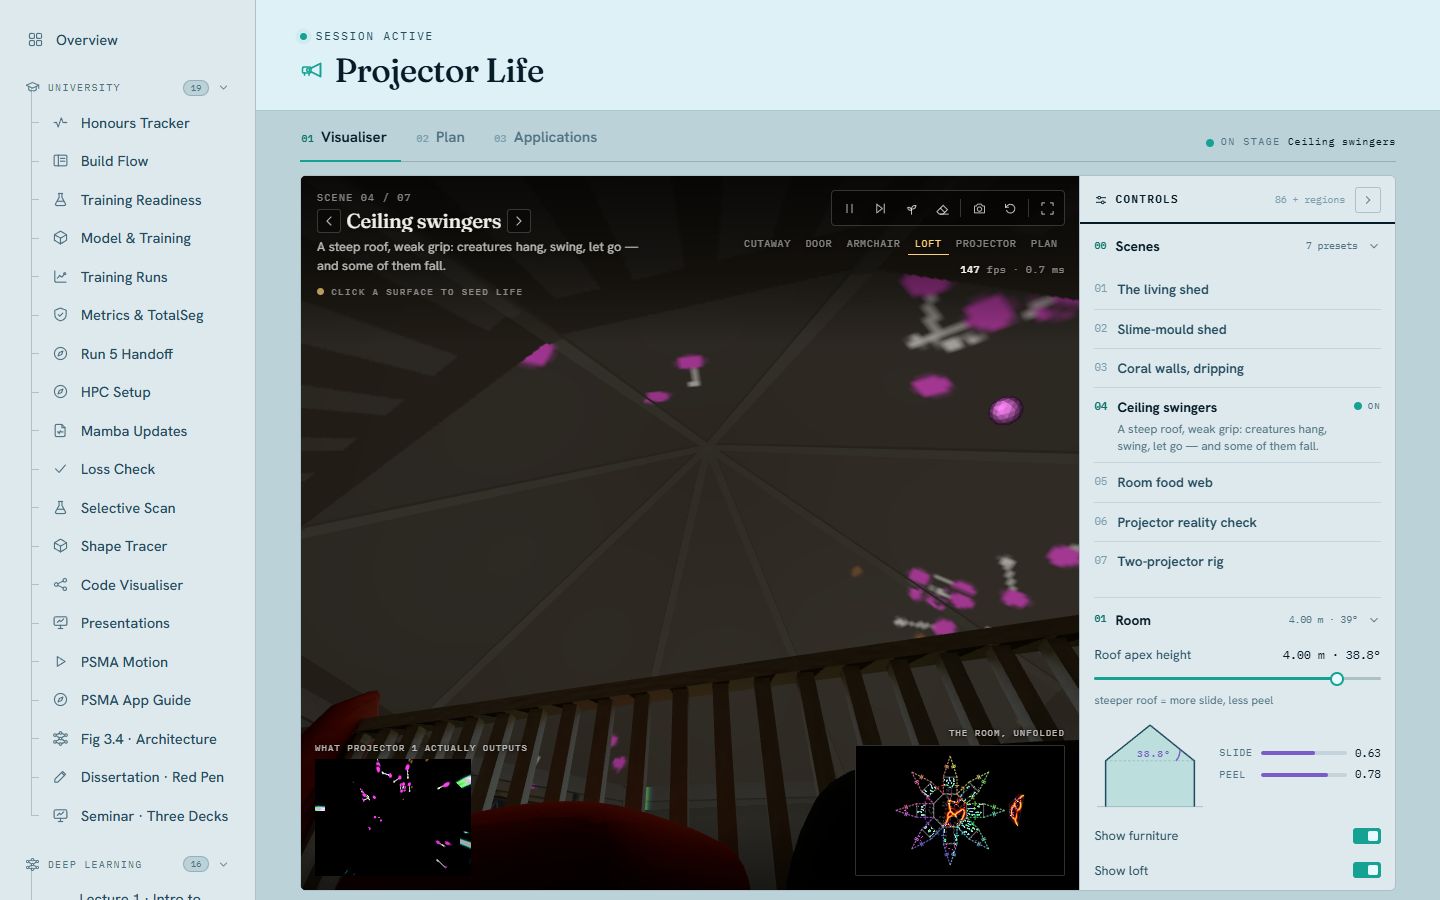 Overview
UNIVERSITY 19
Honours Tracker
Build Flow
Training Readiness
Model & Training
Training Runs
Metrics & TotalSeg
Run 5 Handoff
HPC Setup
Mamba Updates
Loss Check
Selective Scan
Shape Tracer
Code Visualiser
Presentations
PSMA Motion
PSMA App Guide
Fig 3.4 · Architecture
Dissertation · Red Pen
Seminar · Three Decks
DEEP LEARNING 16
Lecture 1 · Intro to
SESSION ACTIVE
Projector Life
01 Visualiser 02 Plan 03 Applications
ON STAGE Ceiling swingers
SCENE 04 / 07
Ceiling swingers
A steep roof, weak grip: creatures hang, swing, let go —
and some of them fall.
CLICK A SURFACE TO SEED LIFE
CUTAWAY DOOR ARMCHAIR LOFT PROJECTOR PLAN
147 fps · 0.7 ms
WHAT PROJECTOR 1 ACTUALLY OUTPUTS
THE ROOM, UNFOLDED
CONTROLS 86 + regions
00 Scenes 7 presets
01 The living shed
02 Slime-mould shed
03 Coral walls, dripping
04 Ceiling swingers ON
A steep roof, weak grip: creatures hang,
swing, let go — and some of them fall.
05 Room food web
06 Projector reality check
07 Two-projector rig
01 Room 4.00 m · 39°
Roof apex height 4.00 m · 38.8°
steeper roof = more slide, less peel
38.8°
SLIDE 0.63
PEEL 0.78
Show furniture
Show loft